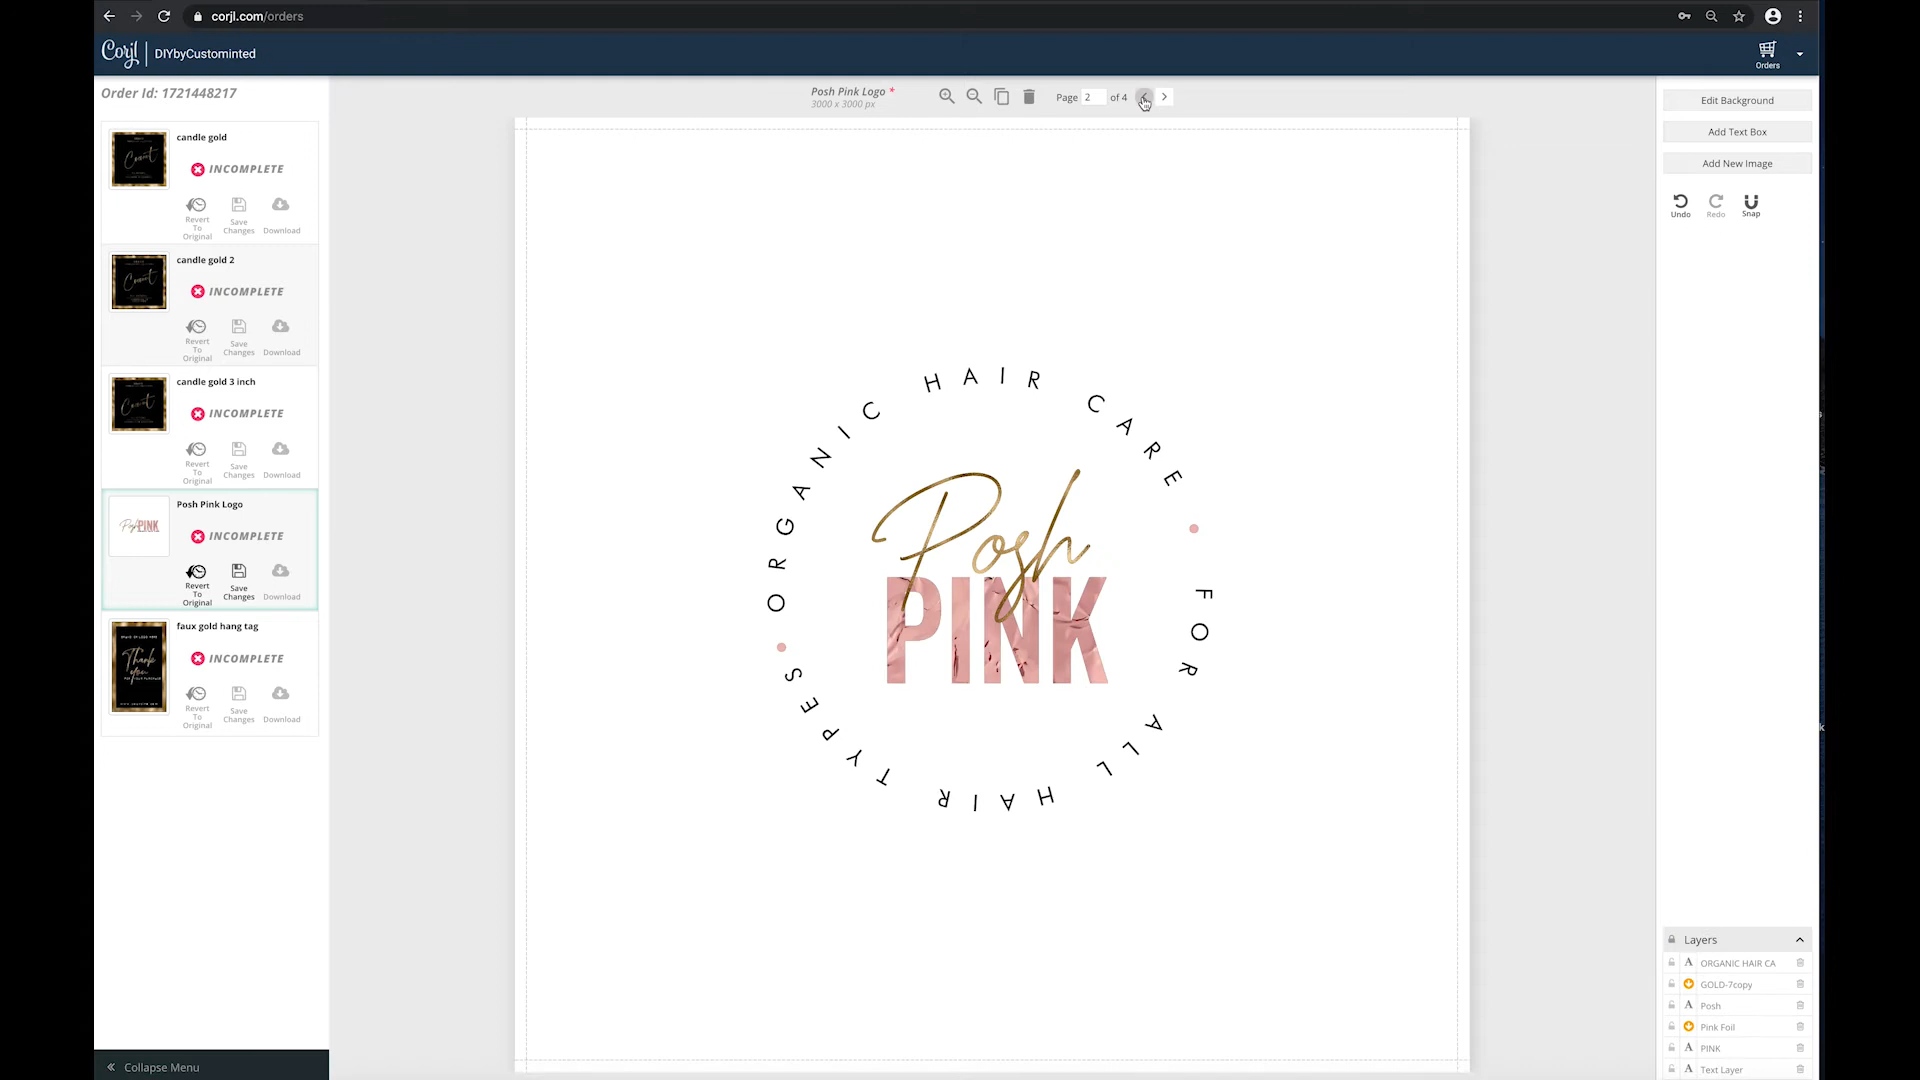 corjl.com/orders
Corjl DIYbyCustominted
Orders
Order Id: 1721448217
Posh Pink Logo *
3000 x 3000 px
Page 2 of 4
Edit Background
Add Text Box
Add New Image
Undo Redo Snap
candle gold
INCOMPLETE
Revert To Original
Save Changes
Download
candle gold 2
INCOMPLETE
Revert To Original
Save Changes
Download
candle gold 3 inch
INCOMPLETE
Revert To Original
Save Changes
Download
Posh Pink Logo
Posh PINK
INCOMPLETE
Revert To Original
Save Changes
Download
faux gold hang tag
Thank you
INCOMPLETE
Revert To Original
Save Changes
Download
Collapse Menu
ORGANIC HAIR CARE • FOR ALL HAIR TYPES •
Posh
PINK
Layers
ORGANIC HAIR CA
GOLD-7copy
Posh
Pink Foil
PINK
Text Layer